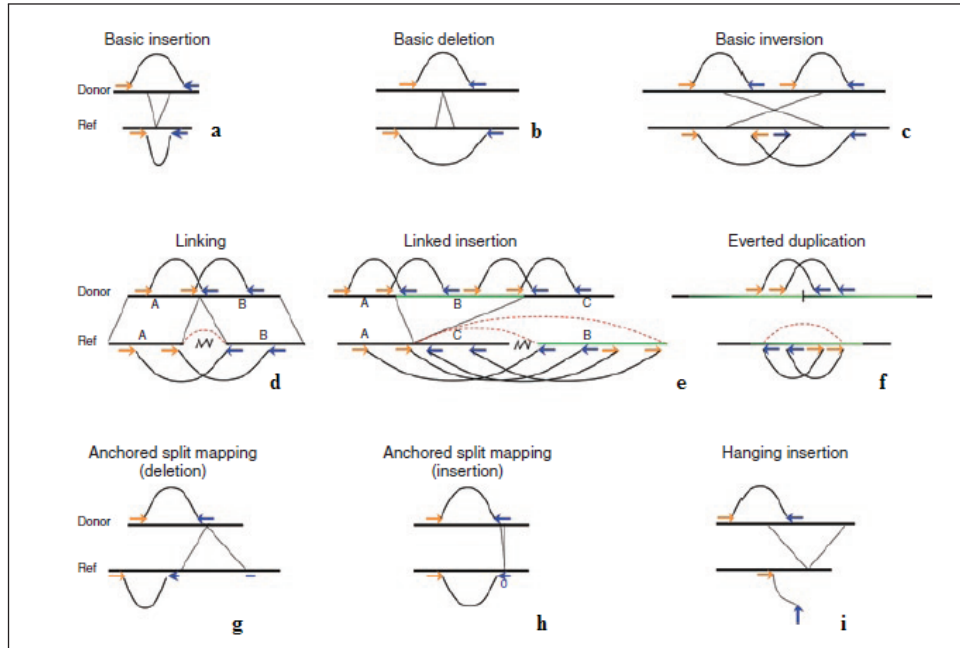 Basic insertion Basic deletion Basic inversion
Donor
Ref
a b c
Linking Linked insertion Everted duplication
Donor
A B A B C
Ref A B A C B
d e f
Anchored split mapping (deletion)
Anchored split mapping (insertion)
Hanging insertion
Donor
Ref
0
g h i